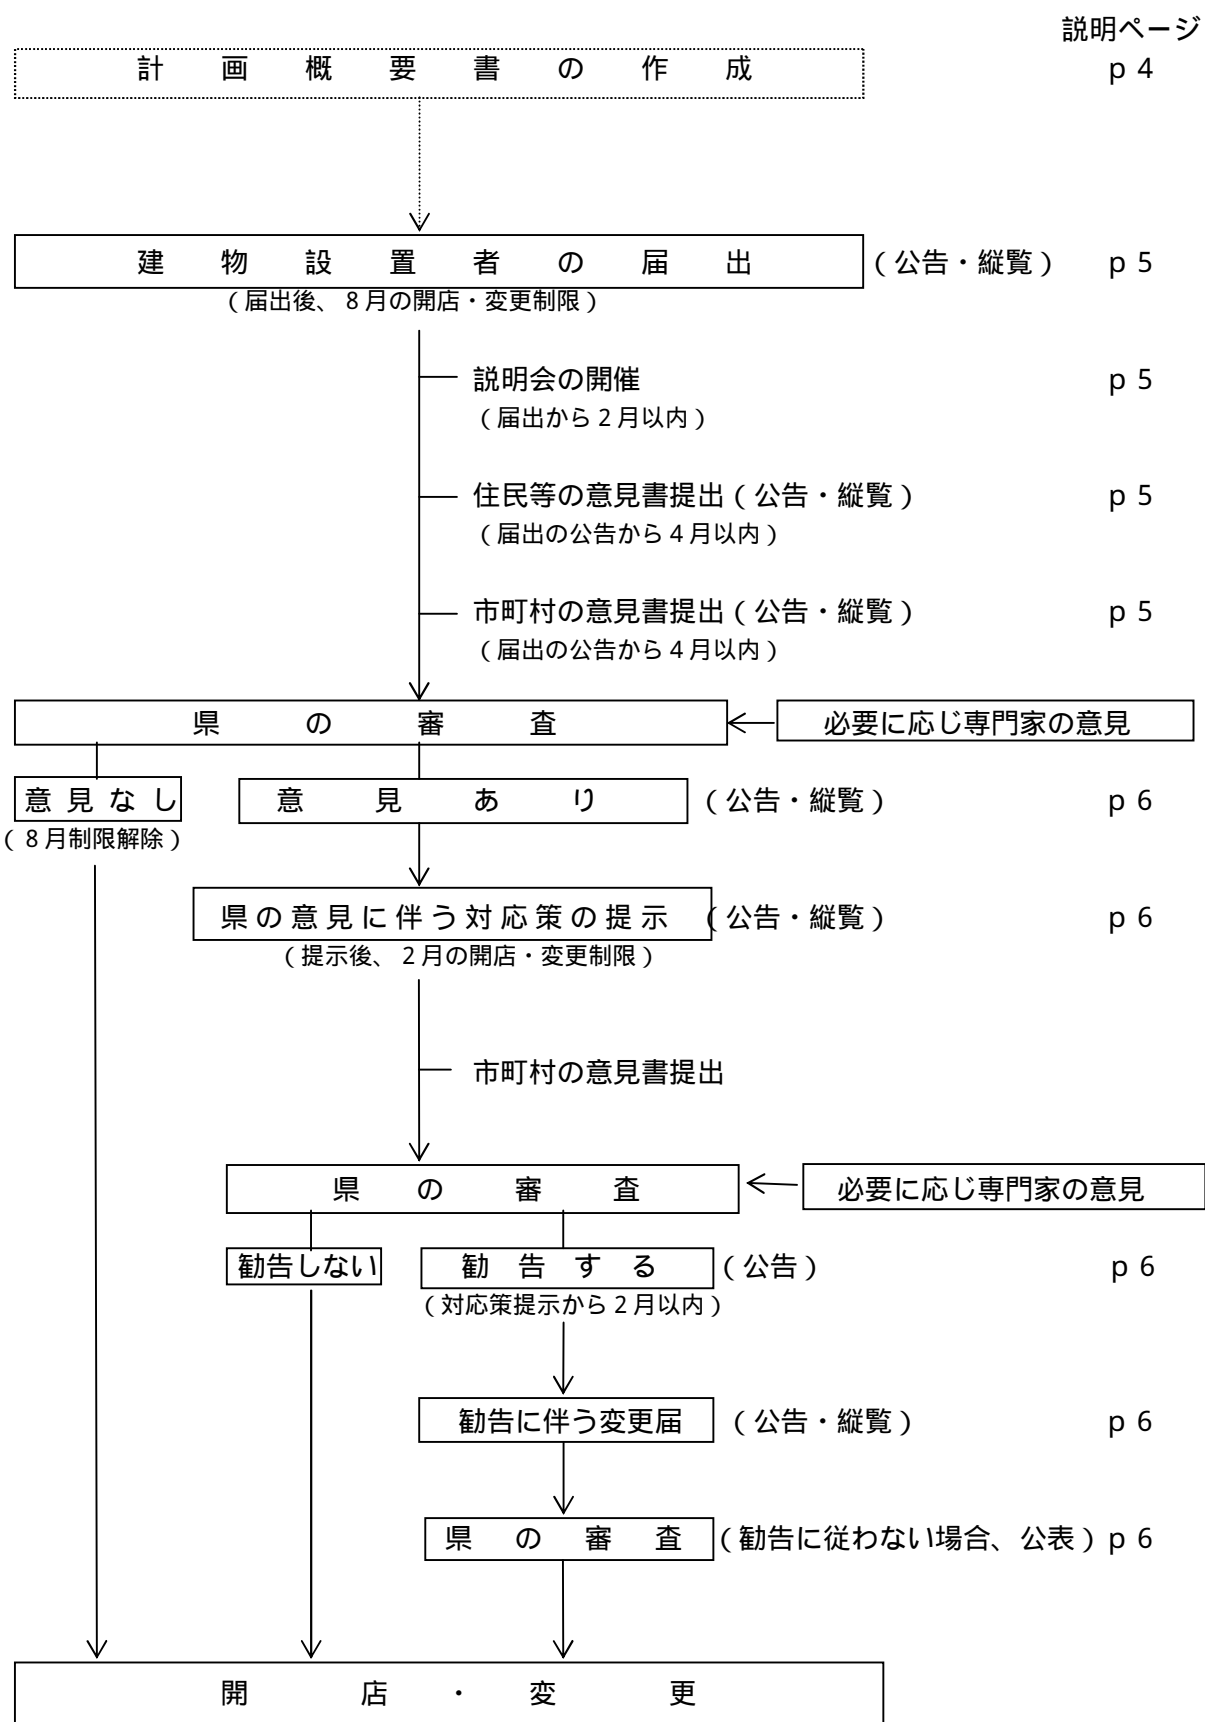 説明ページ
計画概要書の作成 p 4
建物設置者の届出 (公告・縦覧) p 5
(届出後、8月の開店・変更制限)
説明会の開催 p 5
(届出から2月以内)
住民等の意見書提出(公告・縦覧) p 5
(届出の公告から4月以内)
市町村の意見書提出(公告・縦覧) p 5
(届出の公告から4月以内)
県の審査 必要に応じ専門家の意見
意見なし 意見あり (公告・縦覧) p 6
(8月制限解除)
県の意見に伴う対応策の提示 (公告・縦覧) p 6
(提示後、2月の開店・変更制限)
市町村の意見書提出
県の審査 必要に応じ専門家の意見
勧告しない 勧告する (公告) p 6
(対応策提示から2月以内)
勧告に伴う変更届 (公告・縦覧) p 6
県の審査 (勧告に従わない場合、公表) p 6
開店・変更